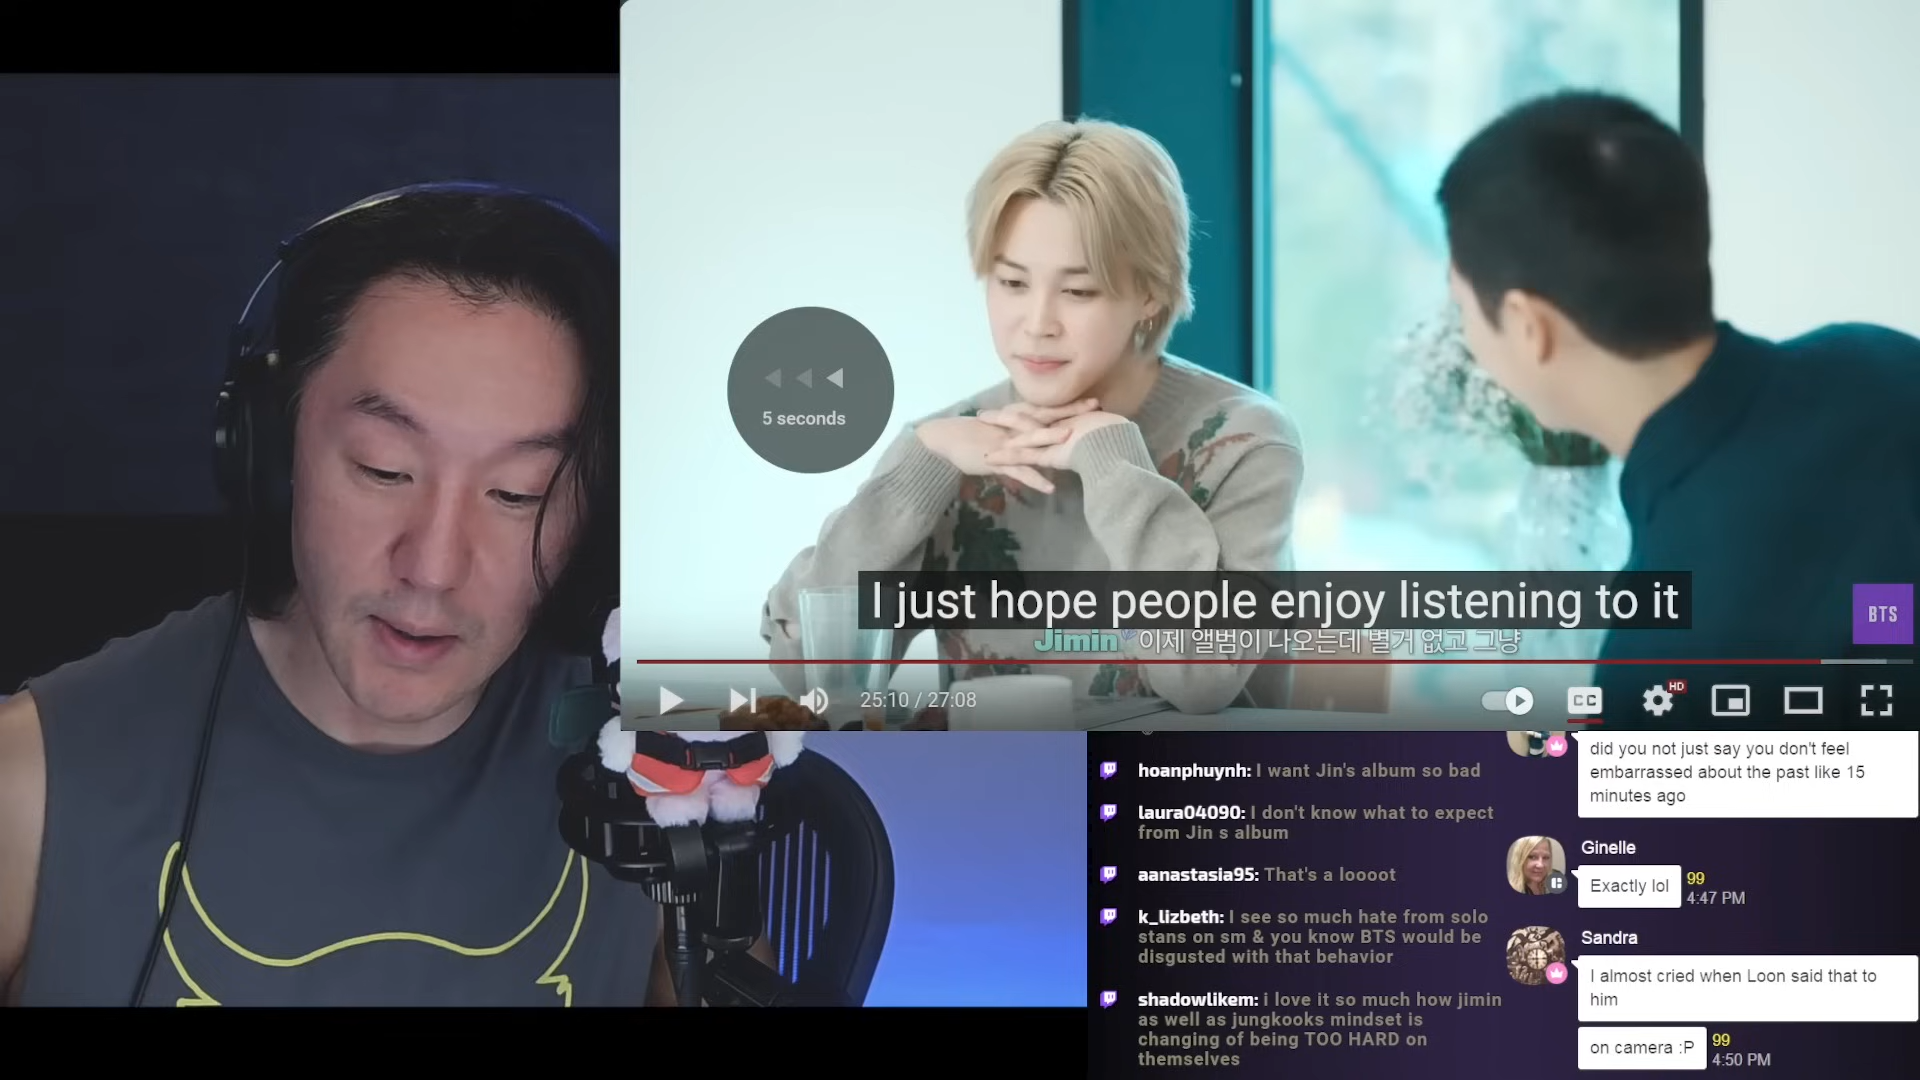 5 seconds
I just hope people enjoy listening to it
Jimin 이제 앨범이 나오는데 별거 없고 그냥
BTS
25:10 / 27:08
CC
HD
hoanphuynh: I want Jin's album so bad
laura04090: I don't know what to expect
from Jin s album
aanastasia95: That's a loooot
k_lizbeth: I see so much hate from solo
stans on sm & you know BTS would be
disgusted with that behavior
shadowlikem: i love it so much how jimin
as well as jungkooks mindset is
changing of being TOO HARD on
themselves
did you not just say you don't feel
embarrassed about the past like 15
minutes ago
Ginelle
Exactly lol
99
4:47 PM
Sandra
I almost cried when Loon said that to
him
on camera :P
99
4:50 PM